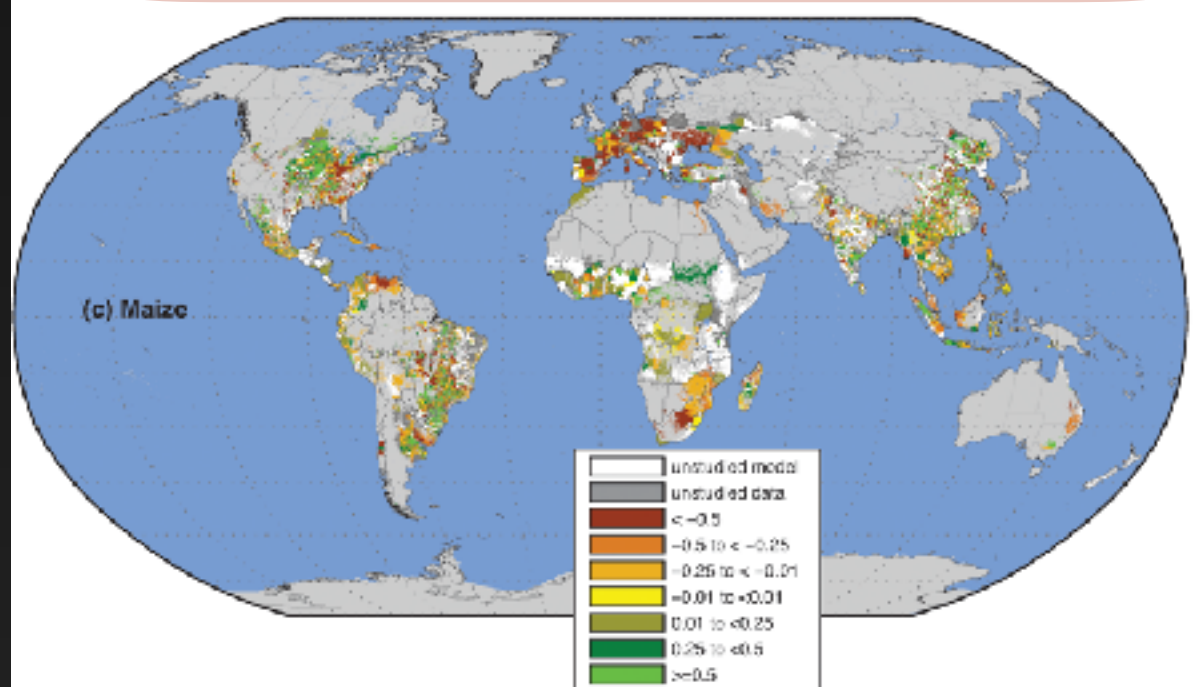 (c) Maize
unstudied model
unstudied data
< −0.5
−0.5 to < −0.25
−0.25 to < −0.01
−0.01 to <0.01
0.01 to <0.25
0.25 to <0.5
>=0.5